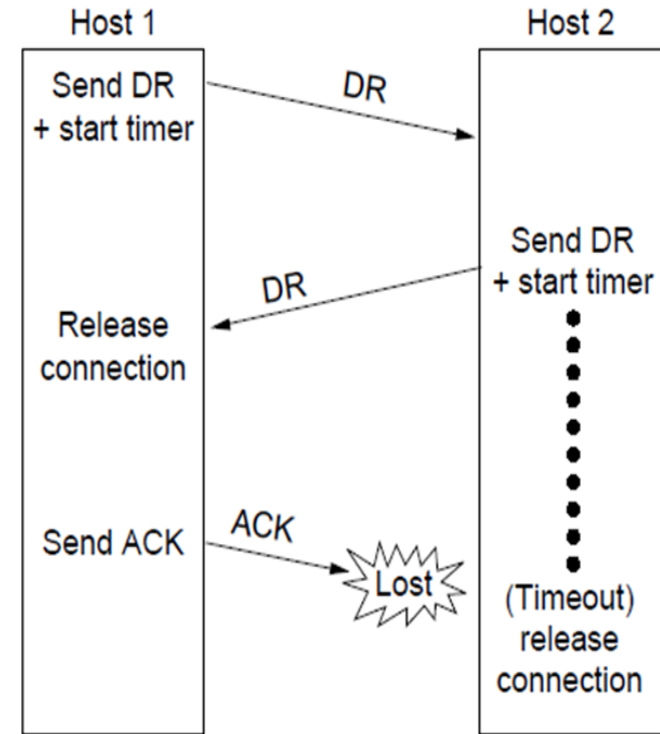 Host 1
Host 2
Send DR
+ start timer
DR
Send DR
+ start timer
DR
Release
connection
Send ACK
ACK
Lost
(Timeout)
release
connection